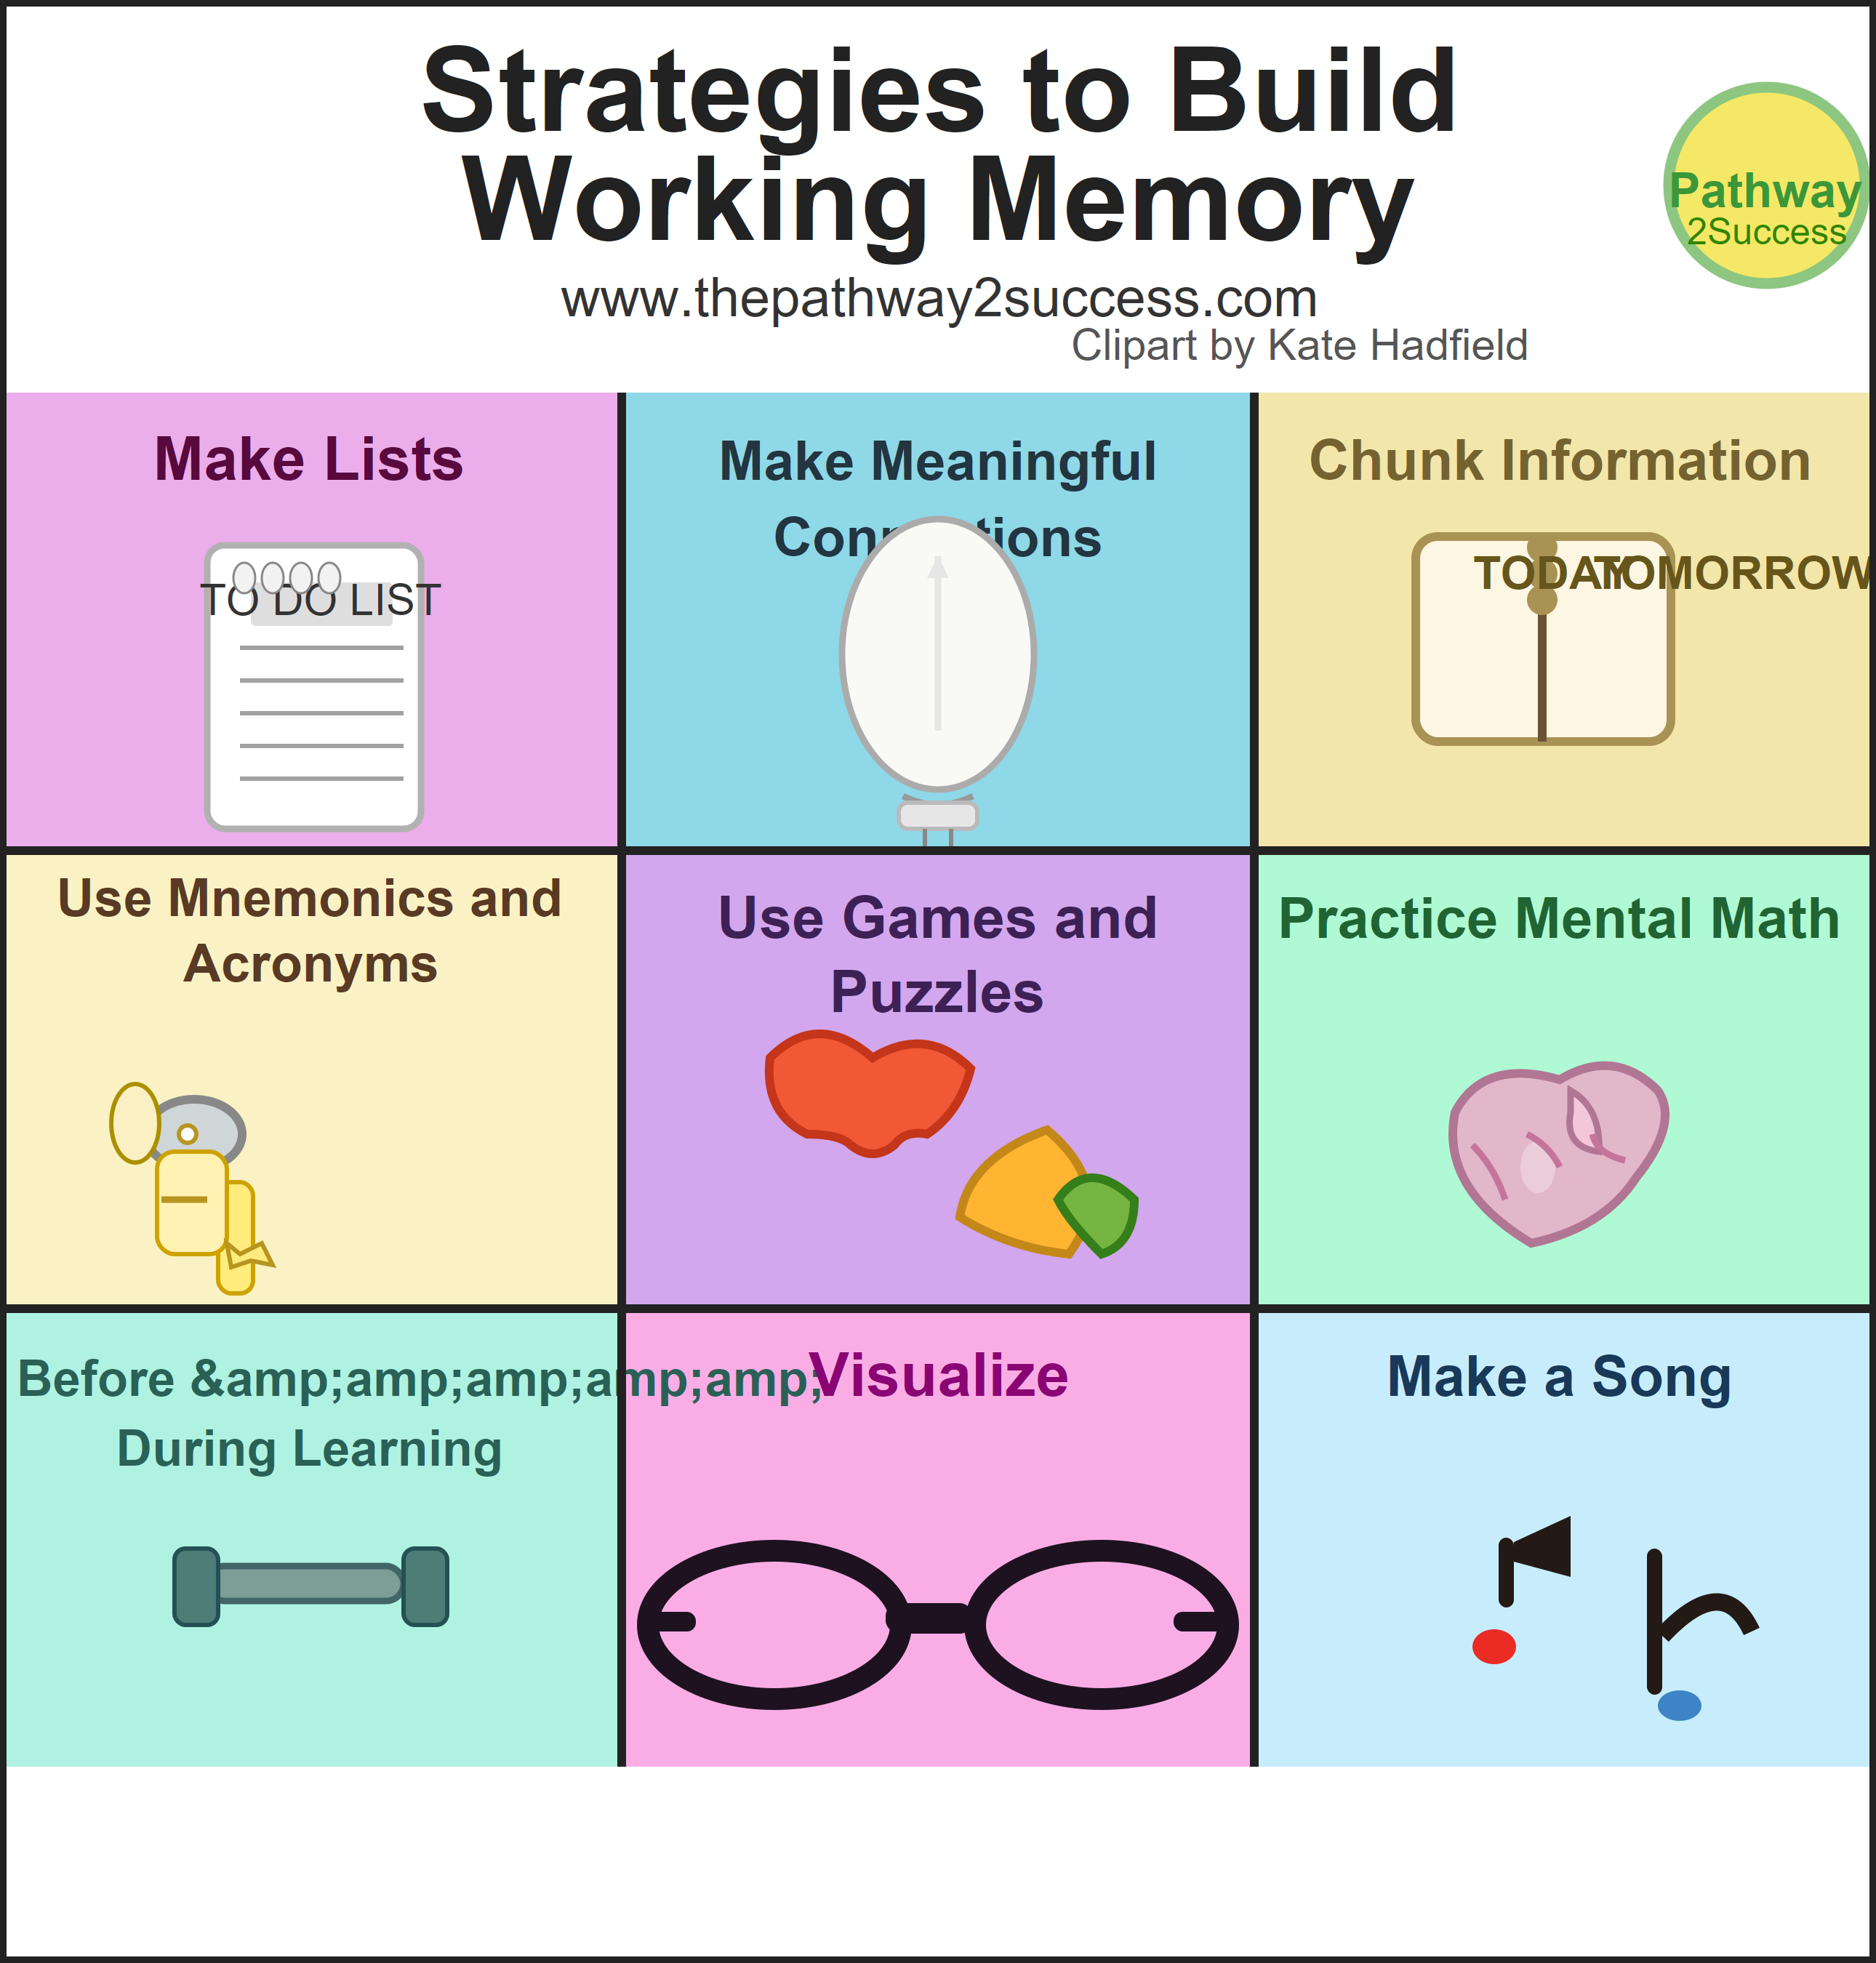 Strategies to Build
Working Memory
Pathway
2Success
www.thepathway2success.com
Clipart by Kate Hadfield
Make Lists
TO DO LIST
Make Meaningful
Chunk Information
TODAY
TOMORROW
Use Mnemonics and
Acronyms
Use Games and
Puzzles
Practice Mental Math
Before &amp;amp;amp;amp;amp;
During Learning
Visualize
Make a Song